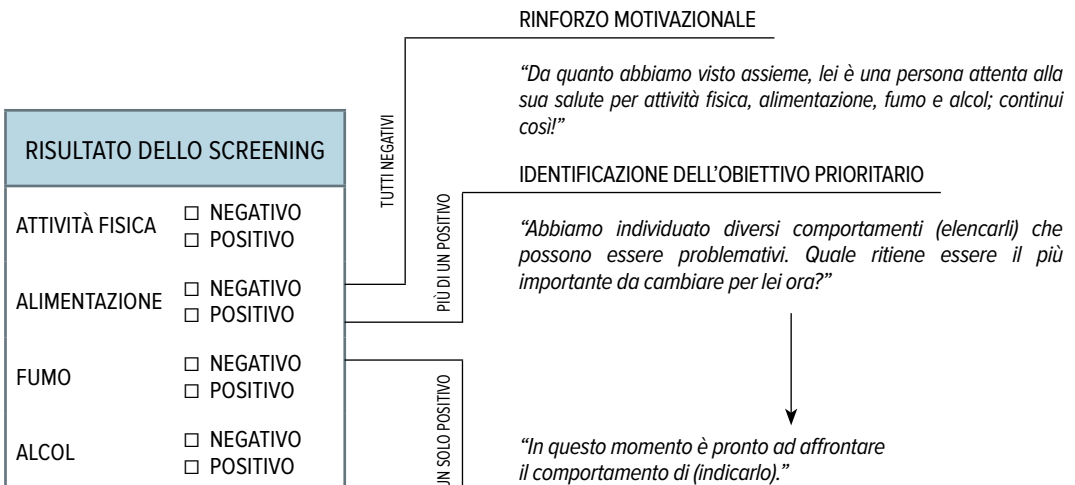 RINFORZO MOTIVAZIONALE
“Da quanto abbiamo visto assieme, lei è una persona attenta alla
sua salute per attività fisica, alimentazione, fumo e alcol; continui
così!”
TUTTI NEGATIVI
RISULTATO DELLO SCREENING
ATTIVITÀ FISICA
□ NEGATIVO
□ POSITIVO
ALIMENTAZIONE
□ NEGATIVO
□ POSITIVO
FUMO
□ NEGATIVO
□ POSITIVO
ALCOL
□ NEGATIVO
□ POSITIVO
PIÙ DI UN POSITIVO
IDENTIFICAZIONE DELL’OBIETTIVO PRIORITARIO
“Abbiamo individuato diversi comportamenti (elencarli) che
possono essere problemativi. Quale ritiene essere il più
importante da cambiare per lei ora?”
UN SOLO POSITIVO
“In questo momento è pronto ad affrontare
il comportamento di (indicarlo).”